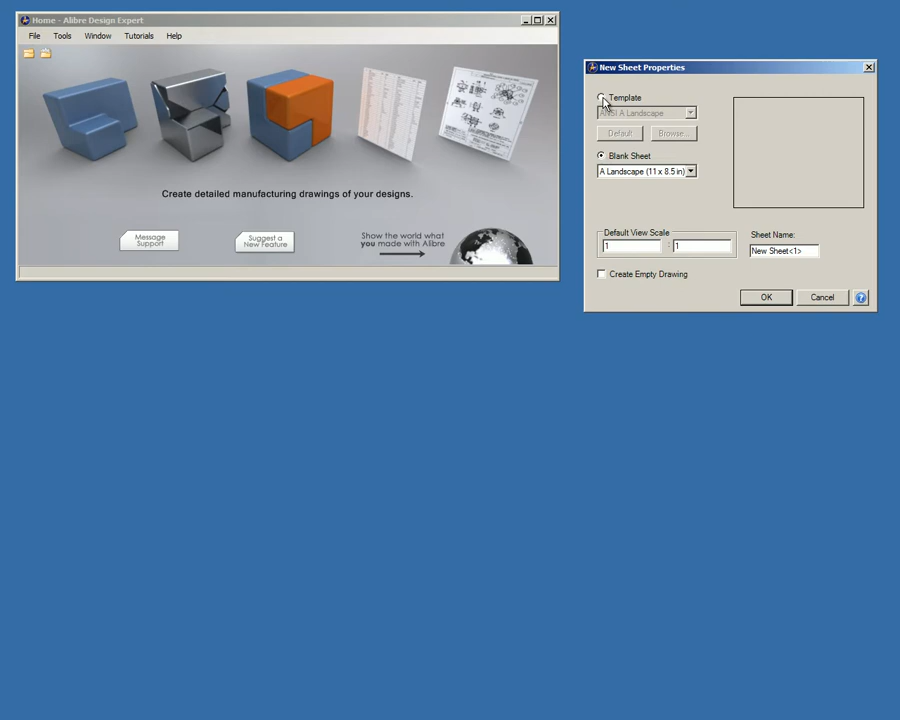 Home - Alibre Design Expert
File Tools Window Tutorials Help
Create detailed manufacturing drawings of your designs.
Message
Support
Suggest a
New Feature
Show the world what
you made with Alibre
New Sheet Properties
Template
ANSI A Landscape
Default Browse...
Blank Sheet
A Landscape (11 x 8.5 in)
Default View Scale
1 : 1
Sheet Name:
New Sheet<1>
Create Empty Drawing
OK Cancel ?